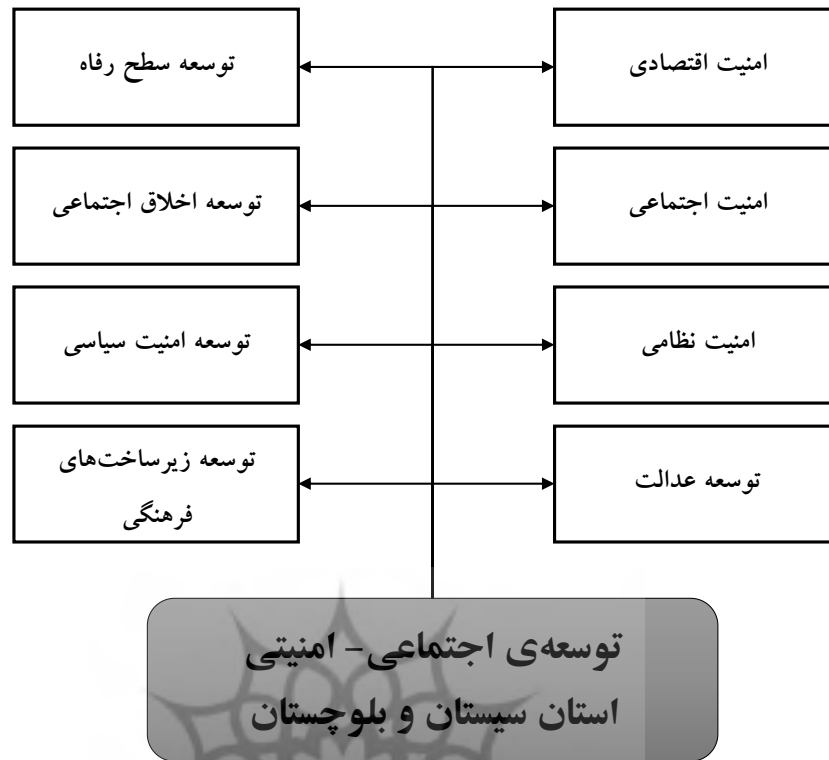 امنیت اقتصادی
توسعه سطح رفاه
امنیت اجتماعی
توسعه اخلاق اجتماعی
امنیت نظامی
توسعه امنیت سیاسی
توسعه عدالت
توسعه زیرساخت‌های
فرهنگی
توسعه‌ی اجتماعی- امنیتی
استان سیستان و بلوچستان